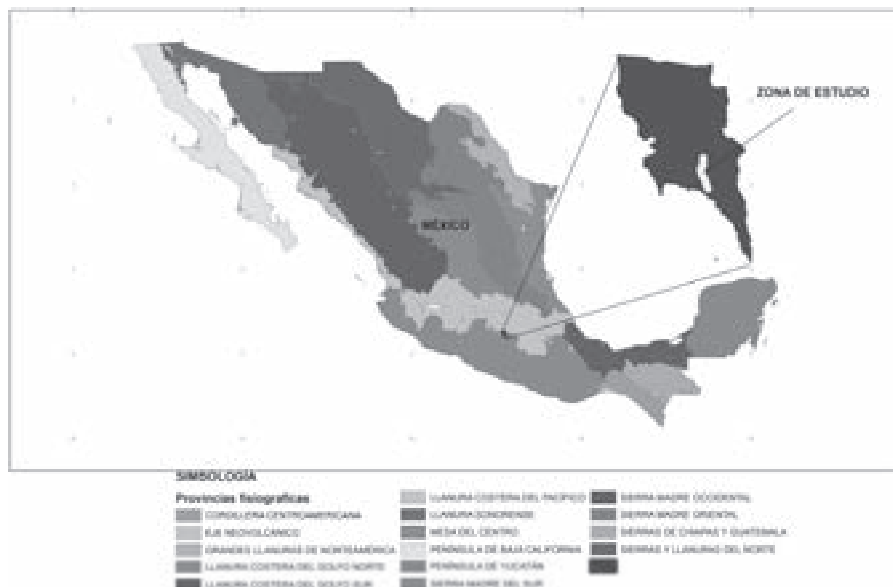 ZONA DE ESTUDIO
MÉXICO
SIMBOLOGÍA
Provincias fisiograficas
CORDILLERA CENTROAMERICANA
EJE NEOVOLCANICO
GRANDES LLANURAS DE NORTEAMÉRICA
LLANURA COSTERA DEL GOLFO NORTE
LLANURA COSTERA DEL GOLFO SUR
LLANURA COSTERA DEL PACÍFICO
LLANURA SONORENSE
MESA DEL CENTRO
PENÍNSULA DE BAJA CALIFORNIA
PENÍNSULA DE YUCATÁN
SIERRA MADRE DEL SUR
SIERRA MADRE OCCIDENTAL
SIERRA MADRE ORIENTAL
SIERRAS DE CHIAPAS Y GUATEMALA
SIERRAS Y LLANURAS DEL NORTE